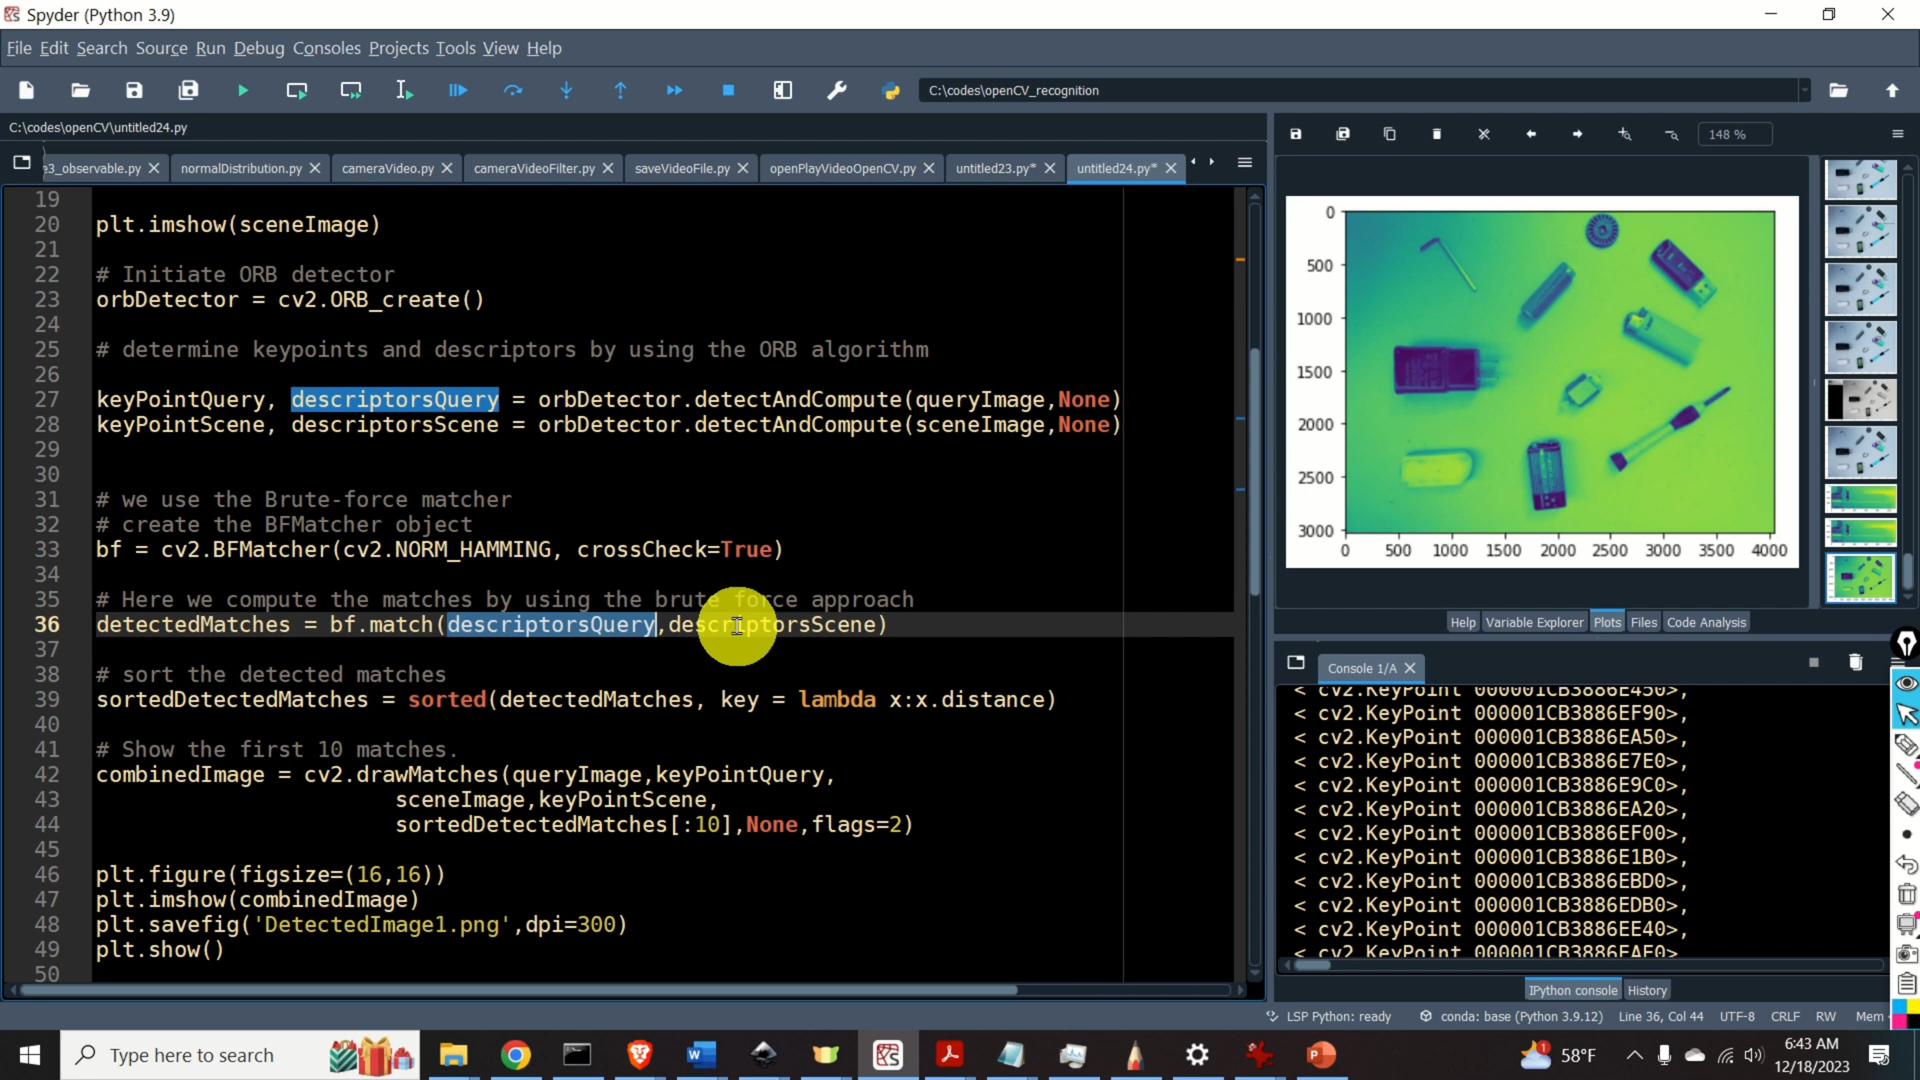 Spyder (Python 3.9)
File Edit Search Source Run Debug Consoles Projects Tools View Help
C:\codes\openCV_recognition
C:\codes\openCV\untitled24.py
e3_observable.py normalDistribution.py cameraVideo.py cameraVideoFilter.py saveVideoFile.py openPlayVideoOpenCV.py untitled23.py* untitled24.py*
148 %
19
20 plt.imshow(sceneImage)
21
22 # Initiate ORB detector
23 orbDetector = cv2.ORB_create()
24
25 # determine keypoints and descriptors by using the ORB algorithm
26
27 keyPointQuery, descriptorsQuery = orbDetector.detectAndCompute(queryImage,None)
28 keyPointScene, descriptorsScene = orbDetector.detectAndCompute(sceneImage,None)
29
30
31 # we use the Brute-force matcher
32 # create the BFMatcher object
33 bf = cv2.BFMatcher(cv2.NORM_HAMMING, crossCheck=True)
34
35 # Here we compute the matches by using the brute force approach
36 detectedMatches = bf.match(descriptorsQuery,descriptorsScene)
37
38 # sort the detected matches
39 sortedDetectedMatches = sorted(detectedMatches, key = lambda x:x.distance)
40
41 # Show the first 10 matches.
42 combinedImage = cv2.drawMatches(queryImage,keyPointQuery,
43 sceneImage,keyPointScene,
44 sortedDetectedMatches[:10],None,flags=2)
45
46 plt.figure(figsize=(16,16))
47 plt.imshow(combinedImage)
48 plt.savefig('DetectedImage1.png',dpi=300)
49 plt.show()
50
0
500
1000
1500
2000
2500
3000
0 500 1000 1500 2000 2500 3000 3500 4000
Help Variable Explorer Plots Files Code Analysis
Console 1/A
< cv2.KeyPoint 000001CB3886E450>,
< cv2.KeyPoint 000001CB3886EF90>,
< cv2.KeyPoint 000001CB3886EA50>,
< cv2.KeyPoint 000001CB3886E7E0>,
< cv2.KeyPoint 000001CB3886E9C0>,
< cv2.KeyPoint 000001CB3886EA20>,
< cv2.KeyPoint 000001CB3886EF00>,
< cv2.KeyPoint 000001CB3886E1B0>,
< cv2.KeyPoint 000001CB3886EBD0>,
< cv2.KeyPoint 000001CB3886EDB0>,
< cv2.KeyPoint 000001CB3886EE40>,
< cv2.KeyPoint 000001CB3886EAF0>
IPython console History
LSP Python: ready conda: base (Python 3.9.12) Line 36, Col 44 UTF-8 CRLF RW Mem
Type here to search
58°F
6:43 AM
12/18/2023